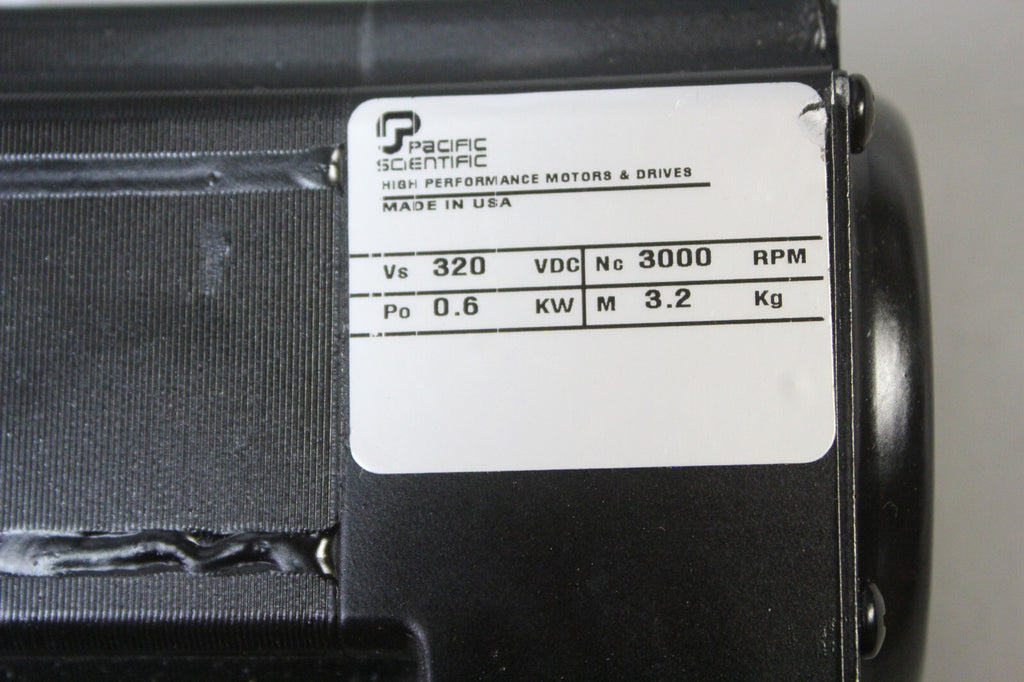 PACIFIC
SCIENTIFIC
HIGH PERFORMANCE MOTORS & DRIVES
MADE IN USA
Vs 320 VDC Nc 3000 RPM
Po 0.6 KW M 3.2 Kg